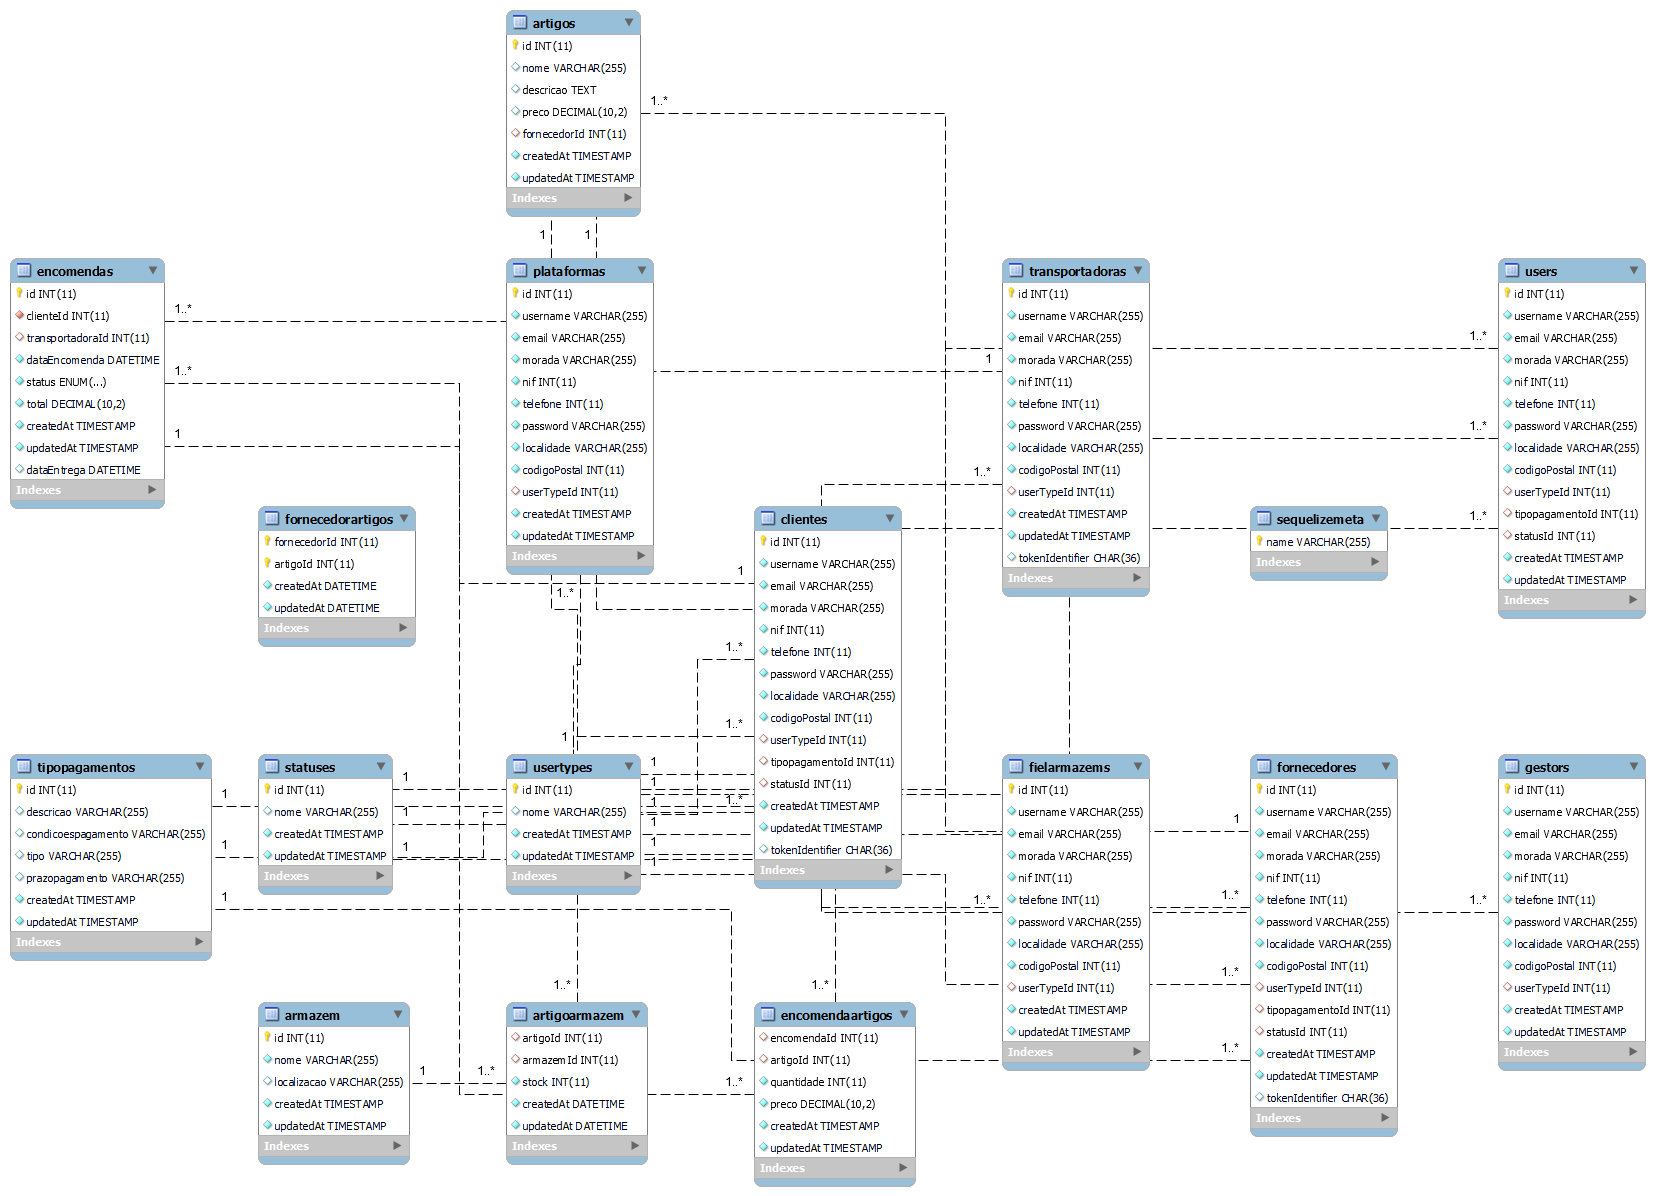 artigos
id INT(11)
nome VARCHAR(255)
descricao TEXT
preco DECIMAL(10,2)
fornecedorId INT(11)
createdAt TIMESTAMP
updatedAt TIMESTAMP
Indexes
1..*
1
1
encomendas
id INT(11)
clienteId INT(11)
transportadoraId INT(11)
dataEncomenda DATETIME
status ENUM(...)
total DECIMAL(10,2)
createdAt TIMESTAMP
updatedAt TIMESTAMP
dataEntrega DATETIME
Indexes
1..*
1..*
1
plataformas
id INT(11)
username VARCHAR(255)
email VARCHAR(255)
morada VARCHAR(255)
nif INT(11)
telefone INT(11)
password VARCHAR(255)
localidade VARCHAR(255)
codigoPostal INT(11)
userTypeId INT(11)
createdAt TIMESTAMP
updatedAt TIMESTAMP
Indexes
1..*
transportadoras
id INT(11)
username VARCHAR(255)
email VARCHAR(255)
morada VARCHAR(255)
nif INT(11)
telefone INT(11)
password VARCHAR(255)
localidade VARCHAR(255)
codigoPostal INT(11)
userTypeId INT(11)
createdAt TIMESTAMP
updatedAt TIMESTAMP
tokenIdentifier CHAR(36)
Indexes
1
1..*
users
id INT(11)
username VARCHAR(255)
email VARCHAR(255)
morada VARCHAR(255)
nif INT(11)
telefone INT(11)
password VARCHAR(255)
localidade VARCHAR(255)
codigoPostal INT(11)
userTypeId INT(11)
tipopagamentoId INT(11)
statusId INT(11)
createdAt TIMESTAMP
updatedAt TIMESTAMP
Indexes
1..*
1..*
1..*
fornecedorartigos
fornecedorId INT(11)
artigoId INT(11)
createdAt DATETIME
updatedAt DATETIME
Indexes
clientes
id INT(11)
username VARCHAR(255)
email VARCHAR(255)
morada VARCHAR(255)
nif INT(11)
telefone INT(11)
password VARCHAR(255)
localidade VARCHAR(255)
codigoPostal INT(11)
userTypeId INT(11)
tipopagamentoId INT(11)
statusId INT(11)
createdAt TIMESTAMP
updatedAt TIMESTAMP
tokenIdentifier CHAR(36)
Indexes
1
1..*
1..*
1..*
sequelizemeta
name VARCHAR(255)
Indexes
tipopagamentos
id INT(11)
descricao VARCHAR(255)
condicoespagamento VARCHAR(255)
tipo VARCHAR(255)
prazopagamento VARCHAR(255)
createdAt TIMESTAMP
updatedAt TIMESTAMP
Indexes
1
1
1
statuses
id INT(11)
nome VARCHAR(255)
createdAt TIMESTAMP
updatedAt TIMESTAMP
Indexes
1
1
1
usertypes
id INT(11)
nome VARCHAR(255)
createdAt TIMESTAMP
updatedAt TIMESTAMP
Indexes
1
1
1
1
1
1
1
fielarmazems
id INT(11)
username VARCHAR(255)
email VARCHAR(255)
morada VARCHAR(255)
nif INT(11)
telefone INT(11)
password VARCHAR(255)
localidade VARCHAR(255)
codigoPostal INT(11)
userTypeId INT(11)
createdAt TIMESTAMP
updatedAt TIMESTAMP
Indexes
1..*
fornecedores
id INT(11)
username VARCHAR(255)
email VARCHAR(255)
morada VARCHAR(255)
nif INT(11)
telefone INT(11)
password VARCHAR(255)
localidade VARCHAR(255)
codigoPostal INT(11)
userTypeId INT(11)
tipopagamentoId INT(11)
statusId INT(11)
createdAt TIMESTAMP
updatedAt TIMESTAMP
tokenIdentifier CHAR(36)
Indexes
1
1..*
1..*
1..*
gestors
id INT(11)
username VARCHAR(255)
email VARCHAR(255)
morada VARCHAR(255)
nif INT(11)
telefone INT(11)
password VARCHAR(255)
localidade VARCHAR(255)
codigoPostal INT(11)
userTypeId INT(11)
createdAt TIMESTAMP
updatedAt TIMESTAMP
Indexes
1..*
armazem
id INT(11)
nome VARCHAR(255)
localizacao VARCHAR(255)
createdAt TIMESTAMP
updatedAt TIMESTAMP
Indexes
1
1..*
artigoarmazem
artigoId INT(11)
armazemId INT(11)
stock INT(11)
createdAt DATETIME
updatedAt DATETIME
Indexes
1..*
encomendaartigos
encomendaId INT(11)
artigoId INT(11)
quantidade INT(11)
preco DECIMAL(10,2)
createdAt TIMESTAMP
updatedAt TIMESTAMP
Indexes
1..*
1..*